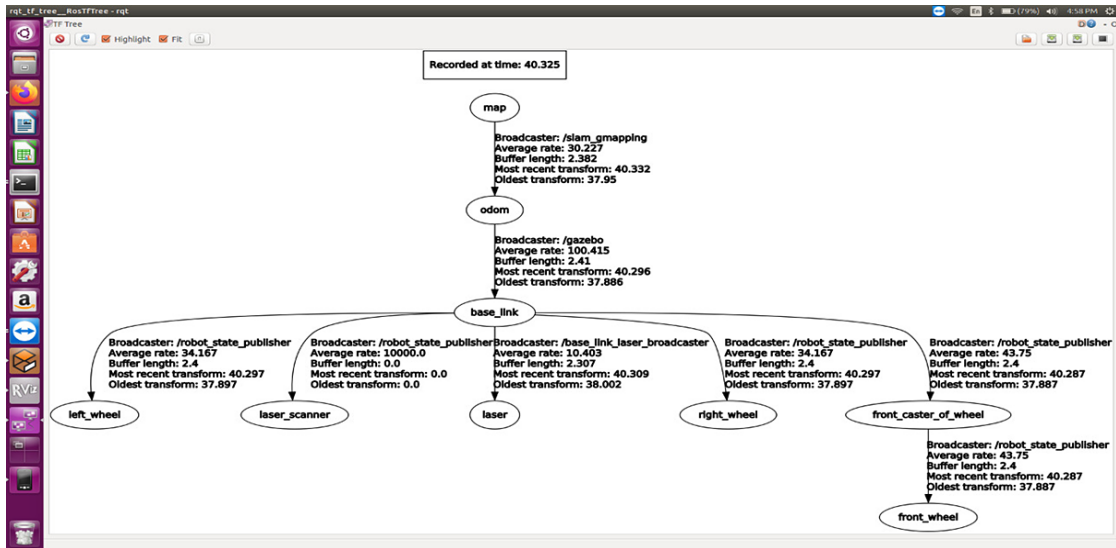 rqt_tf_tree__RosTfTree - rqt
En
(79%)
4:58 PM
TF Tree
Highlight
Fit
Recorded at time: 40.325
map
Broadcaster: /slam_gmapping
Average rate: 30.227
Buffer length: 2.382
Most recent transform: 40.332
Oldest transform: 37.95
odom
Broadcaster: /gazebo
Average rate: 100.415
Buffer length: 2.41
Most recent transform: 40.296
Oldest transform: 37.886
base_link
Broadcaster: /robot_state_publisher
Average rate: 34.167
Buffer length: 2.4
Most recent transform: 40.297
Oldest transform: 37.897
Broadcaster: /robot_state_publisher
Average rate: 10000.0
Buffer length: 0.0
Most recent transform: 0.0
Oldest transform: 0.0
Broadcaster: /base_link_laser_broadcaster
Average rate: 10.403
Buffer length: 2.307
Most recent transform: 40.309
Oldest transform: 38.002
Broadcaster: /robot_state_publisher
Average rate: 34.167
Buffer length: 2.4
Most recent transform: 40.297
Oldest transform: 37.897
Broadcaster: /robot_state_publisher
Average rate: 43.75
Buffer length: 2.4
Most recent transform: 40.287
Oldest transform: 37.887
left_wheel
laser_scanner
laser
right_wheel
front_caster_of_wheel
Broadcaster: /robot_state_publisher
Average rate: 43.75
Buffer length: 2.4
Most recent transform: 40.287
Oldest transform: 37.887
front_wheel
RViz